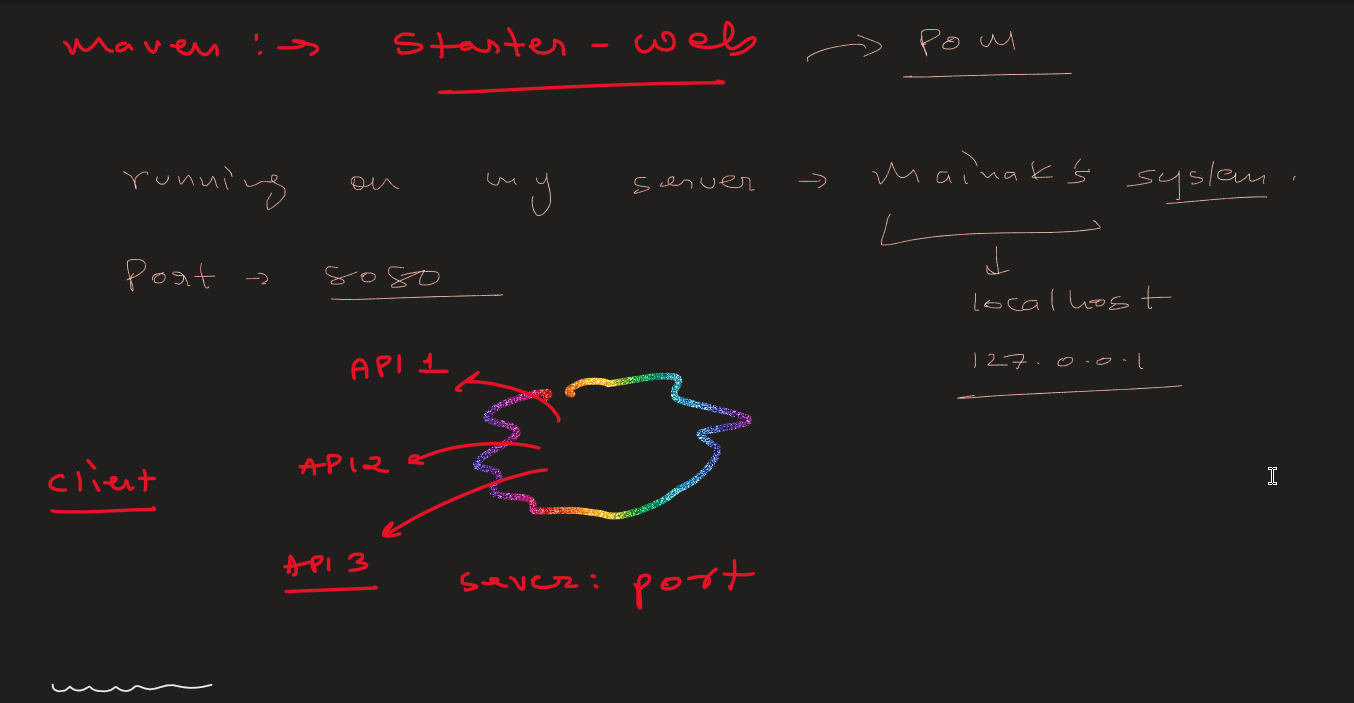 Maven :→ Starter - Web → POM
running on my server → Mainak's system.
Port → 8080
localhost
127.0.0.1
API 1
API 2
Client
API 3
sever: port